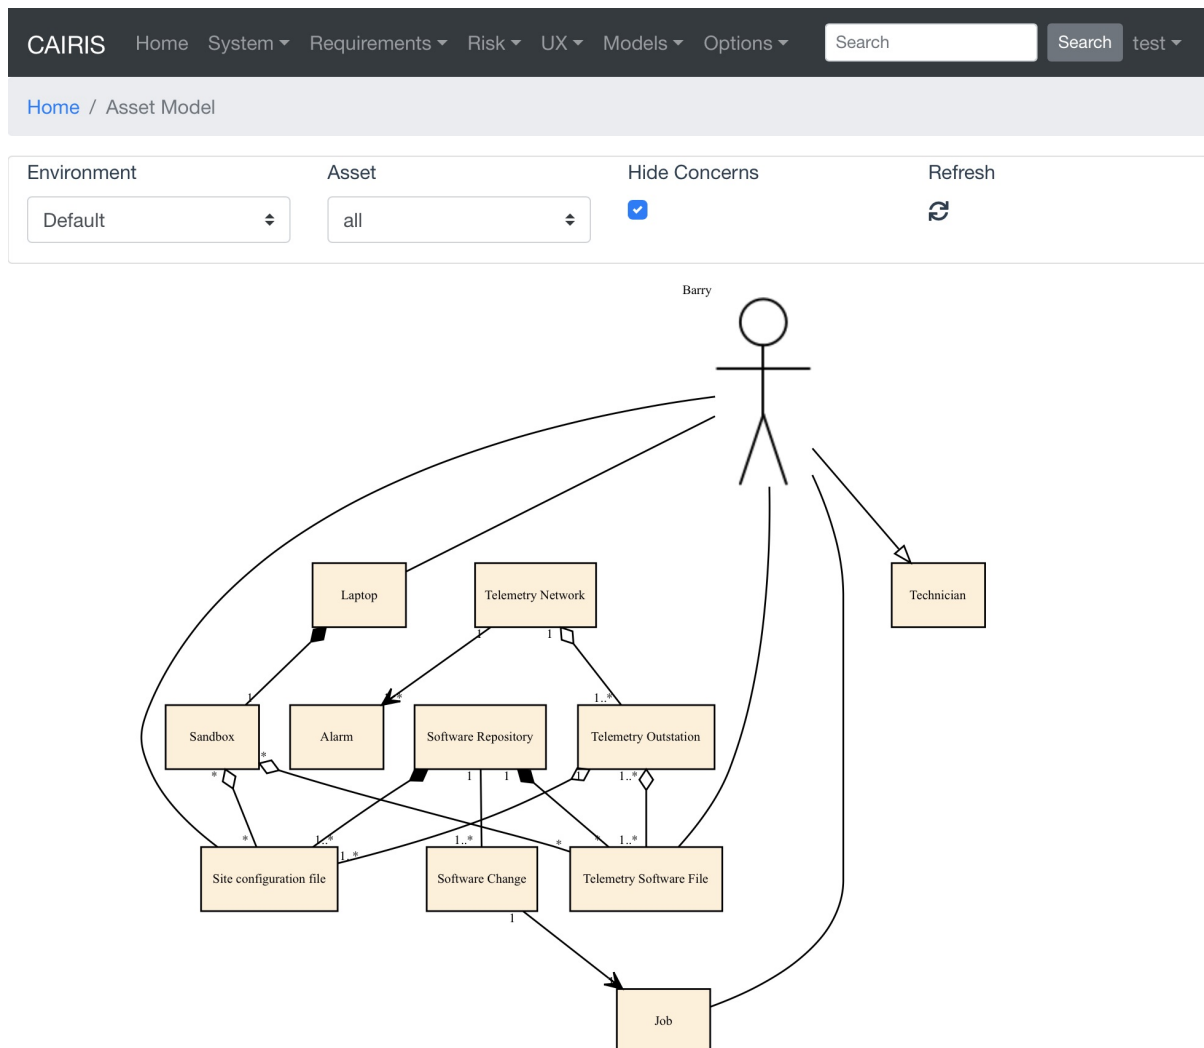 CAIRIS Home System Requirements Risk UX Models Options Search Search test
Home / Asset Model
Environment Asset Hide Concerns Refresh
Default all
Barry
Laptop Telemetry Network Technician
1 1
1 1..*
Sandbox Alarm Software Repository Telemetry Outstation
*
* 1 1 1 1..*
* 1..* 1..* * * 1..*
1..*
Site configuration file Software Change Telemetry Software File
1
Job